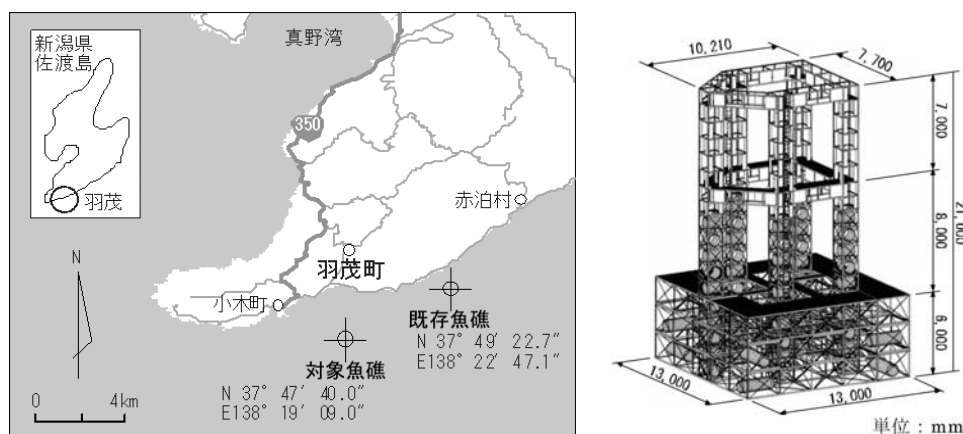 新潟県
佐渡島
羽茂
真野湾
350
赤泊村
羽茂町
小木町
既存魚礁
N 37° 49′ 22.7″
E138° 22′ 47.1″
対象魚礁
N 37° 47′ 40.0″
E138° 19′ 09.0″
N
0 4km
10,210
7,700
7,000
8,000
21,000
6,000
13,000
13,000
単位：mm